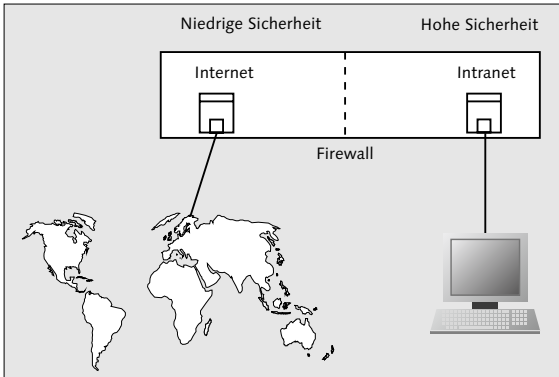 Niedrige Sicherheit Hohe Sicherheit
Internet Intranet
Firewall